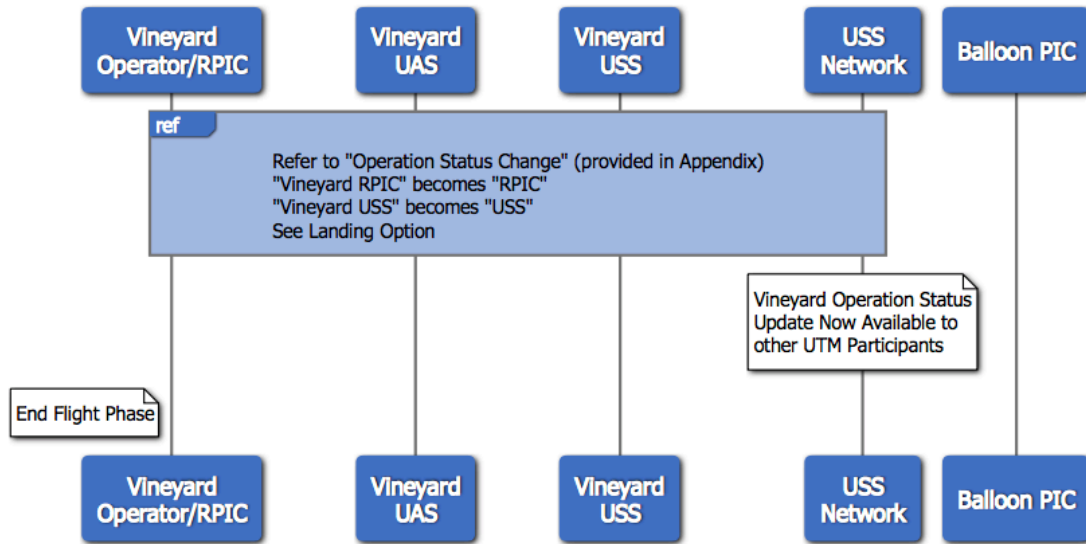 Vineyard
Operator/RPIC
Vineyard
UAS
Vineyard
USS
USS
Network
Balloon PIC
ref
Refer to "Operation Status Change" (provided in Appendix)
"Vineyard RPIC" becomes "RPIC"
"Vineyard USS" becomes "USS"
See Landing Option
Vineyard Operation Status
Update Now Available to
other UTM Participants
End Flight Phase
Vineyard
Operator/RPIC
Vineyard
UAS
Vineyard
USS
USS
Network
Balloon PIC